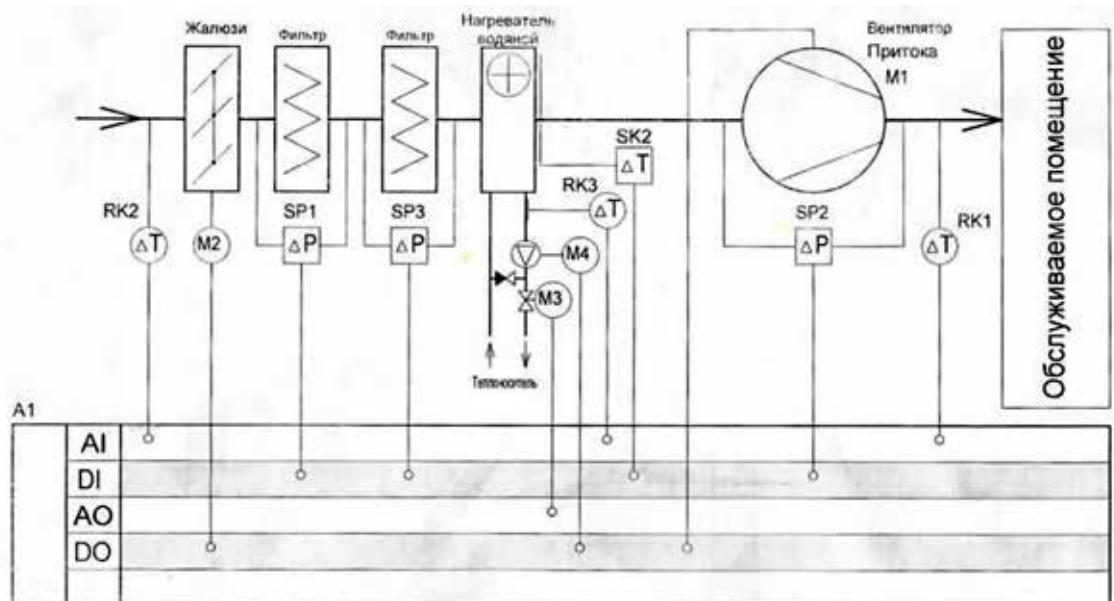 Жалюзи
Фильтр
Фильтр
Нагреватель
водяной
Вентилятор
Притока
M1
Обслуживаемое помещение
SK2
ΔT
RK3
ΔT
RK2
ΔT
M2
SP1
ΔP
SP3
ΔP
M4
M3
SP2
ΔP
RK1
ΔT
Теплоноситель
A1
AI
DI
AO
DO